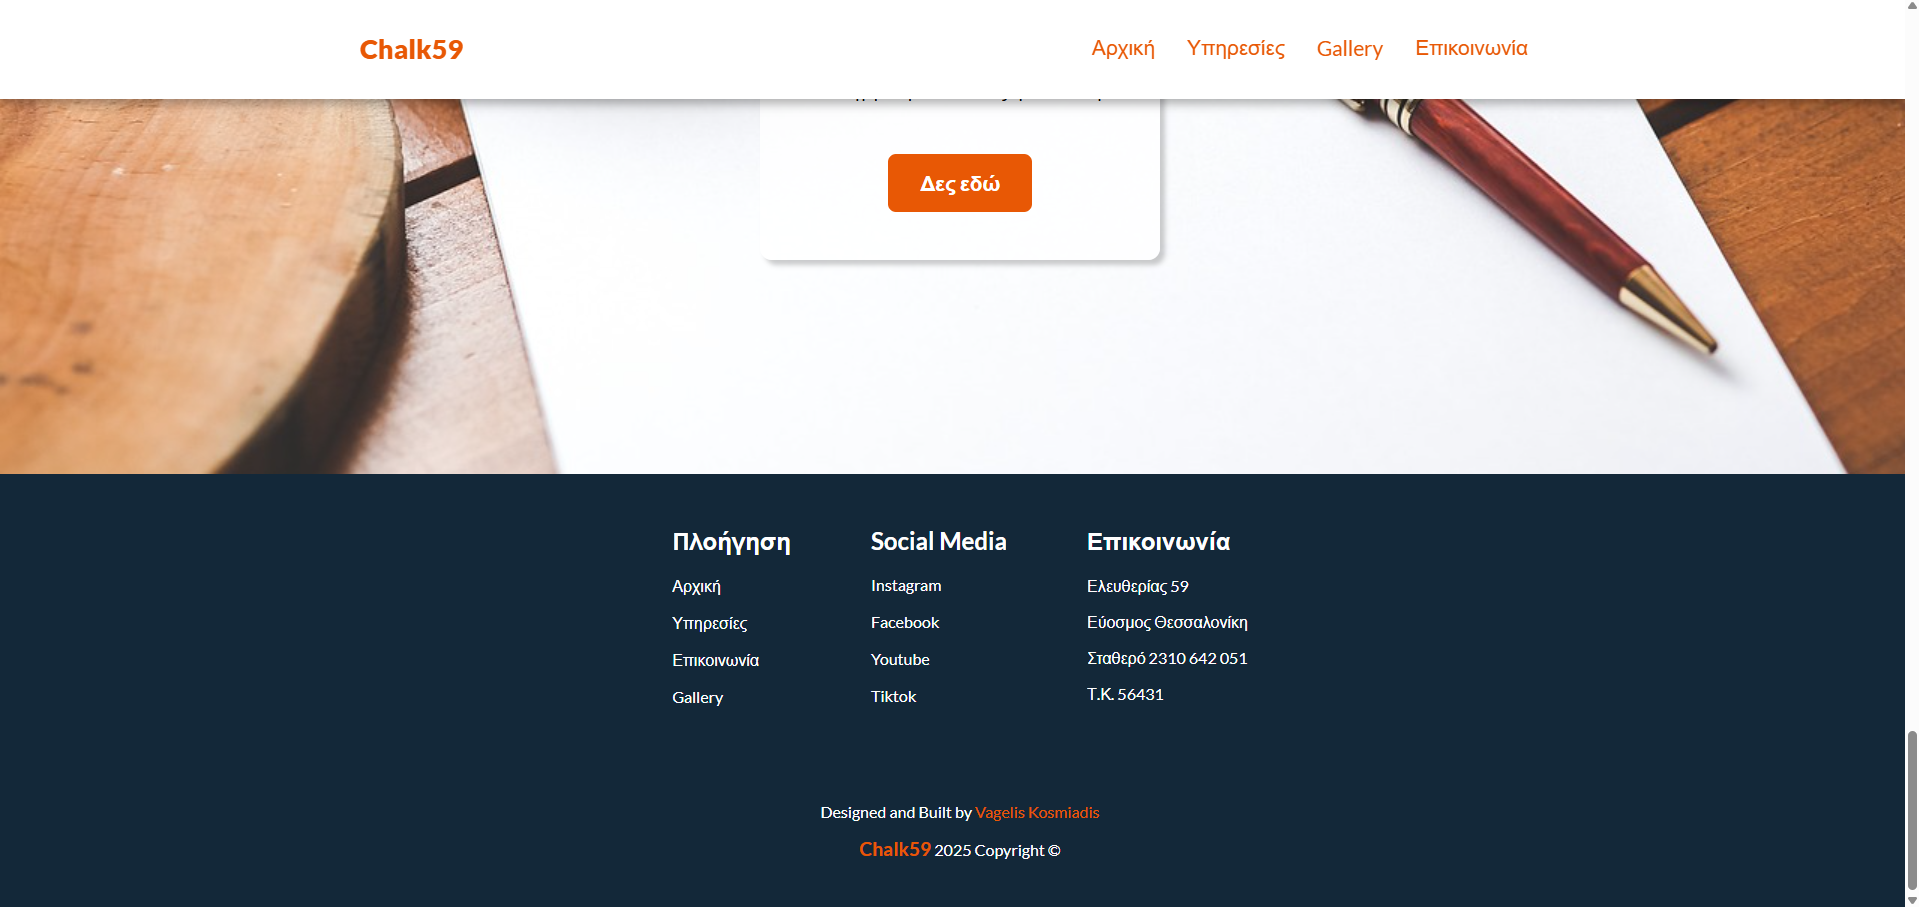 Chalk59
Αρχική Υπηρεσίες Gallery Επικοινωνία
Δες εδώ
Πλοήγηση
Αρχική
Υπηρεσίες
Επικοινωνία
Gallery
Social Media
Instagram
Facebook
Youtube
Tiktok
Επικοινωνία
Ελευθερίας 59
Εύοσμος Θεσσαλονίκη
Σταθερό 2310 642 051
Τ.Κ. 56431
Designed and Built by Vagelis Kosmiadis
Chalk59 2025 Copyright ©